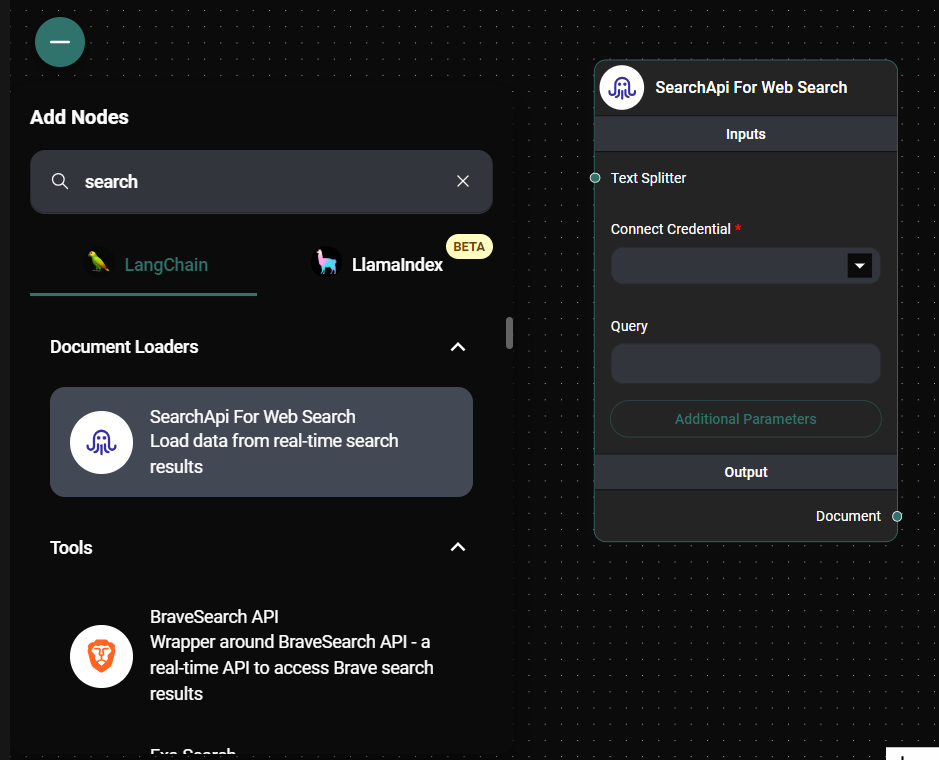 Add Nodes
search
LangChain
LlamaIndex
BETA
Document Loaders
SearchApi For Web Search
Load data from real-time search
results
Tools
BraveSearch API
Wrapper around BraveSearch API - a
real-time API to access Brave search
results
Exa Search
SearchApi For Web Search
Inputs
Text Splitter
Connect Credential *
Query
Additional Parameters
Output
Document